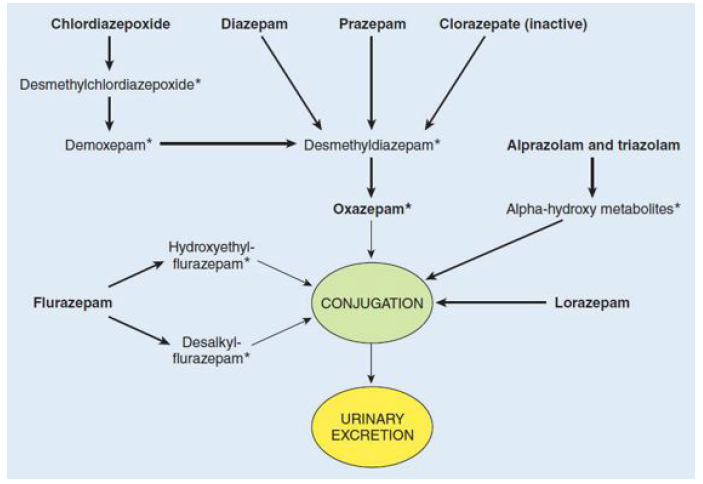 Chlordiazepoxide
Diazepam
Prazepam
Clorazepate (inactive)
Desmethylchlordiazepoxide*
Demoxepam*
Desmethyldiazepam*
Alprazolam and triazolam
Oxazepam*
Alpha-hydroxy metabolites*
Hydroxyethyl-
flurazepam*
Flurazepam
CONJUGATION
Lorazepam
Desalkyl-
flurazepam*
URINARY
EXCRETION